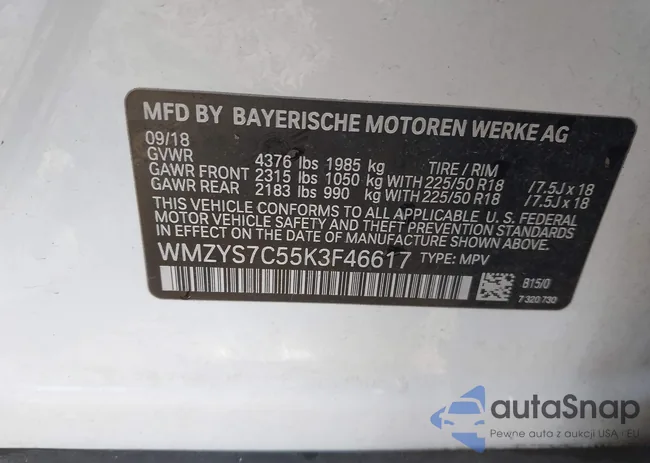 MFD BY BAYERISCHE MOTOREN WERKE AG
09/18
GVWR 4376 lbs 1985 kg TIRE / RIM
GAWR FRONT 2315 lbs 1050 kg WITH 225/50 R18 / 7.5J x 18
GAWR REAR 2183 lbs 990 kg WITH 225/50 R18 / 7.5J x 18
THIS VEHICLE CONFORMS TO ALL APPLICABLE U. S. FEDERAL
MOTOR VEHICLE SAFETY, BUMPER, AND THEFT PREVENTION STANDARDS
IN EFFECT ON THE DATE OF MANUFACTURE SHOWN ABOVE.
WMZYS7C55K3F46617 TYPE: MPV
815/0
7 320 730
autoSnap
Pewne auta z aukcji USA i EU